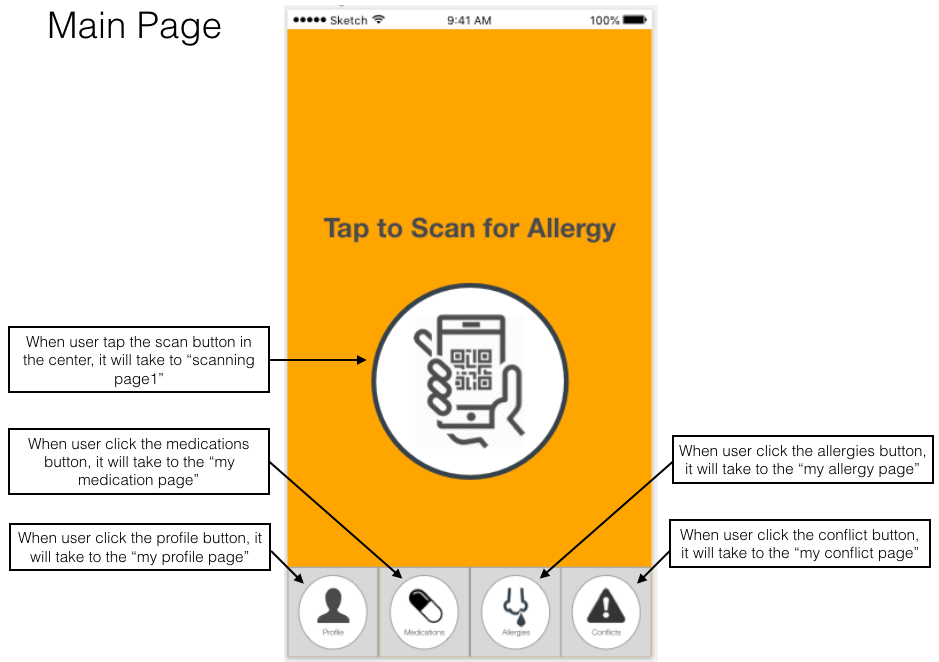 Main Page
●●●●● Sketch
9:41 AM
100%
Tap to Scan for Allergy
When user tap the scan button in
the center, it will take to “scanning
page1”
When user click the medications
button, it will take to the “my
medication page”
When user click the profile button, it
will take to the “my profile page”
When user click the allergies button,
it will take to the “my allergy page”
When user click the conflict button,
it will take to the “my conflict page”
Profile
Medications
Allergies
Conflicts